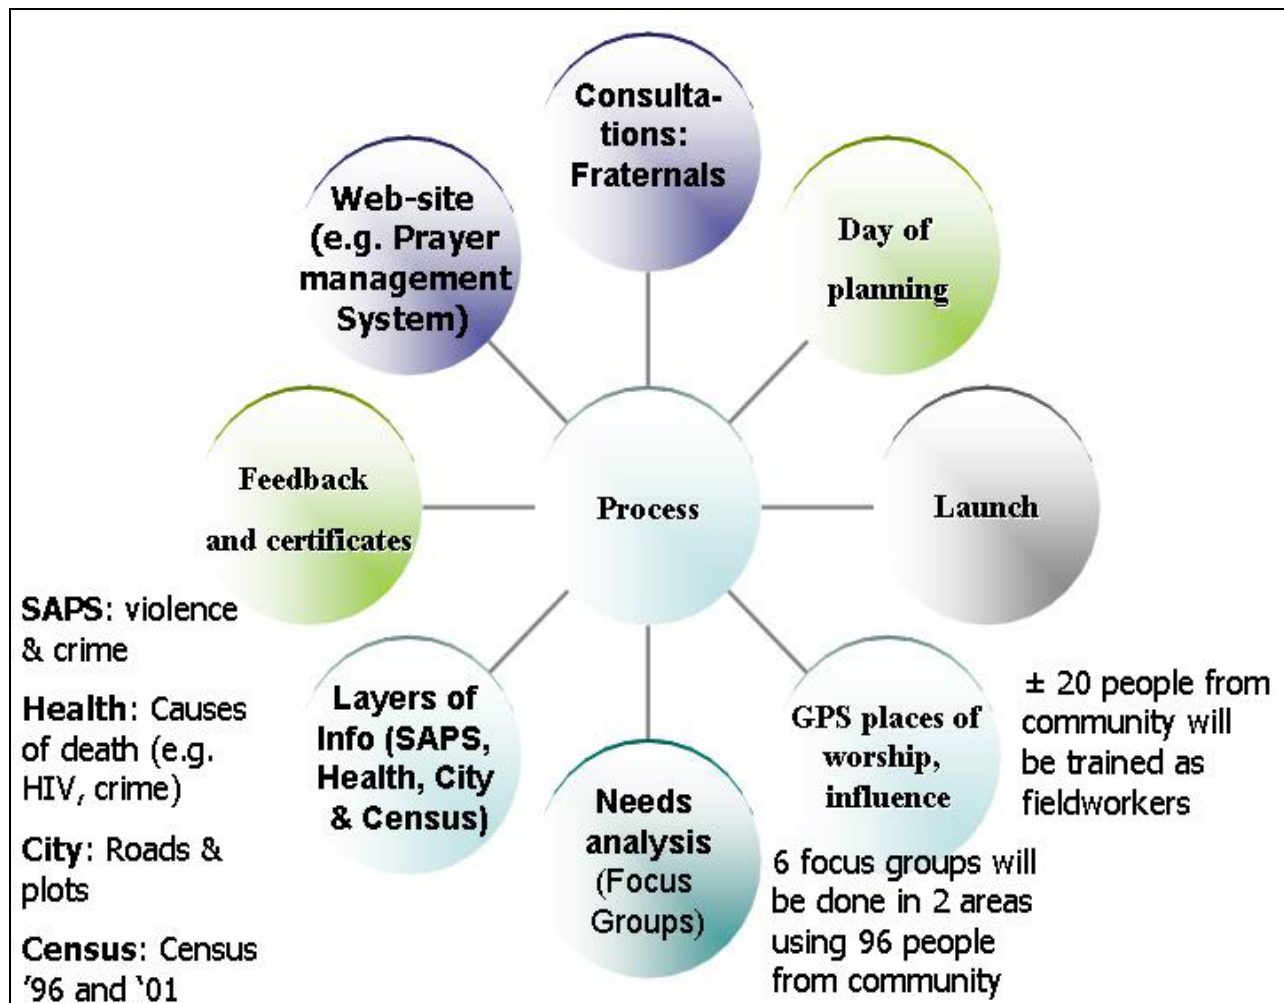 Consulta-
tions:
Fraternals
Day of
planning
Launch
GPS places of
worship,
influence
± 20 people from
community will
be trained as
fieldworkers
Needs
analysis
(Focus
Groups)
6 focus groups will
be done in 2 areas
using 96 people
from community
Layers of
Info (SAPS,
Health, City
& Census)
SAPS: violence
& crime
Health: Causes
of death (e.g.
HIV, crime)
City: Roads &
plots
Census: Census
’96 and ‘01
Feedback
and certificates
Web-site
(e.g. Prayer
management
System)
Process